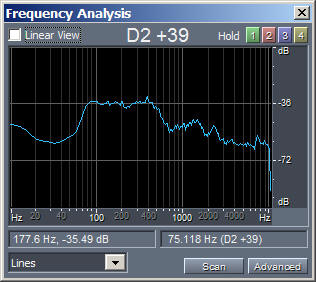 Frequency Analysis
Linear View D2 +39 Hold 1 2 3 4
dB
-36
-72
dB
Hz 20 40 100 200 400 1000 2000 4000 Hz
177.6 Hz, -35.49 dB 75.118 Hz (D2 +39)
Lines Scan Advanced